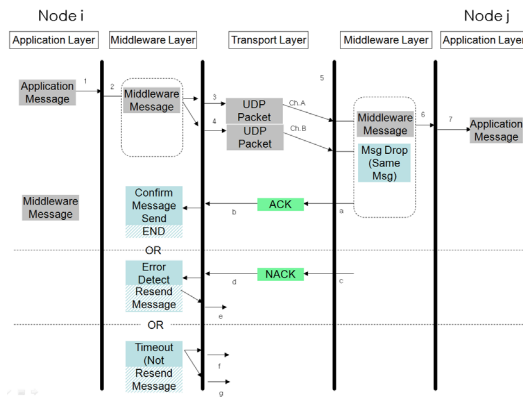 Node i
Node j
Application Layer
Middleware Layer
Transport Layer
Middleware Layer
Application Layer
Application
Message
1
2
Middleware
Message
3
4
UDP
Packet
UDP
Packet
Ch.A
Ch.B
5
Middleware
Message
Msg Drop
(Same
Msg)
6
7
Application
Message
Middleware
Message
Confirm
Message
Send
END
b
ACK
a
OR
Error
Detect
Resend
Message
d
NACK
c
e
OR
Timeout
(Not
Resend
Message
f
g